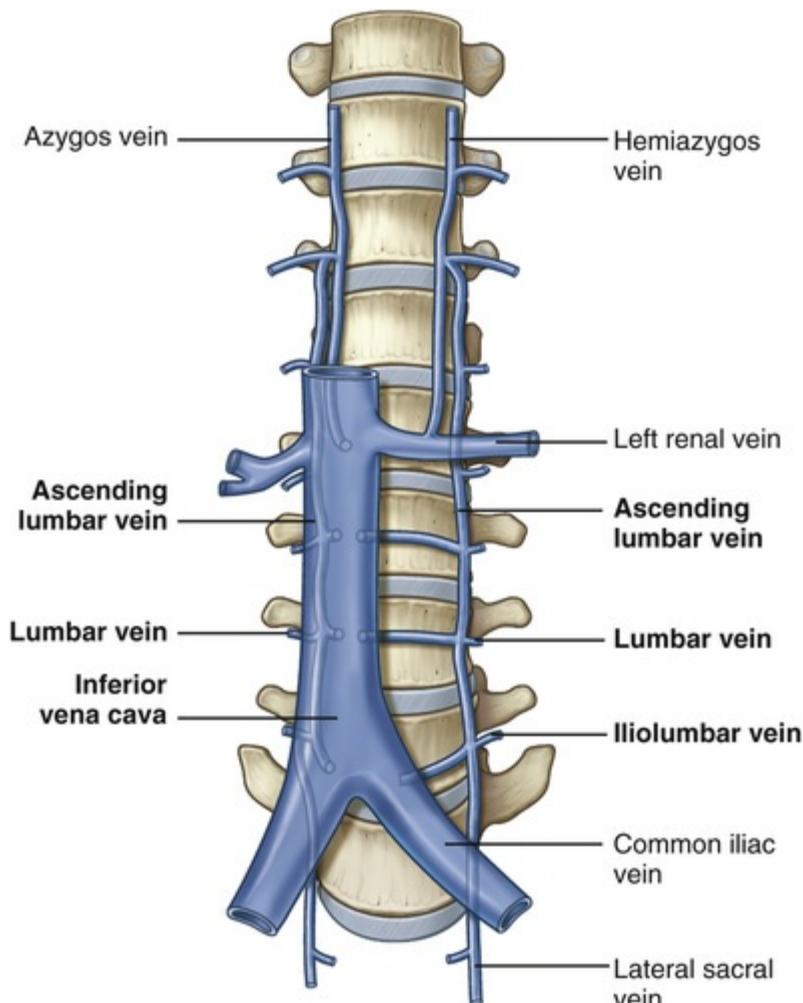 Azygos vein
Hemiazygos
vein
Left renal vein
Ascending
lumbar vein
Ascending
lumbar vein
Lumbar vein
Lumbar vein
Inferior
vena cava
Iliolumbar vein
Common iliac
vein
Lateral sacral
vein